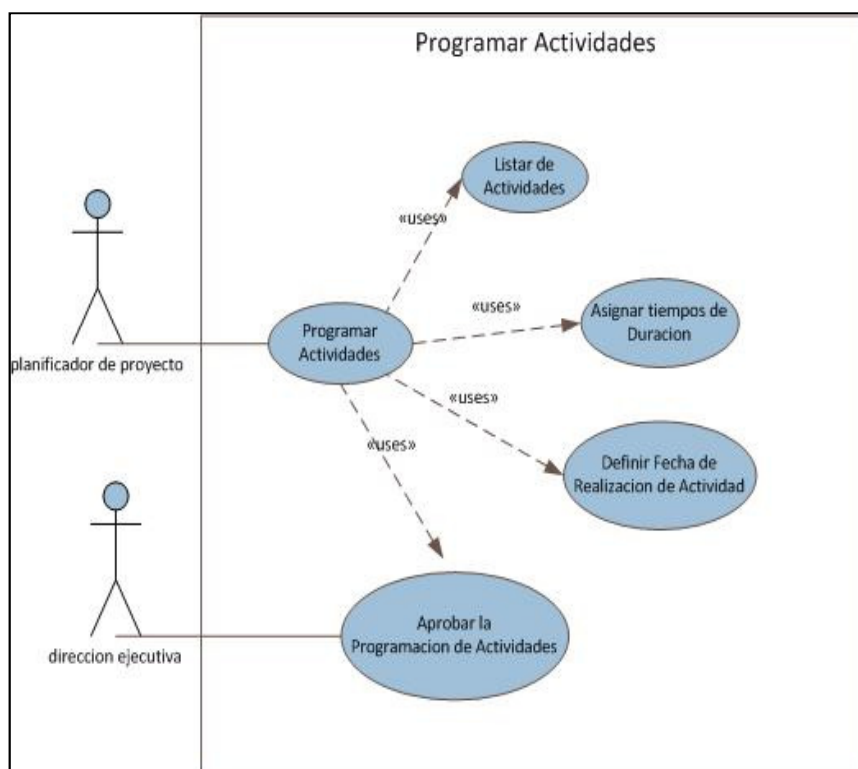 Programar Actividades
Listar de
Actividades
«uses»
«uses»
Asignar tiempos de
Duracion
Programar
Actividades
planificador de proyecto
«uses»
«uses»
Definir Fecha de
Realizacion de Actividad
Aprobar la
Programacion de Actividades
direccion ejecutiva